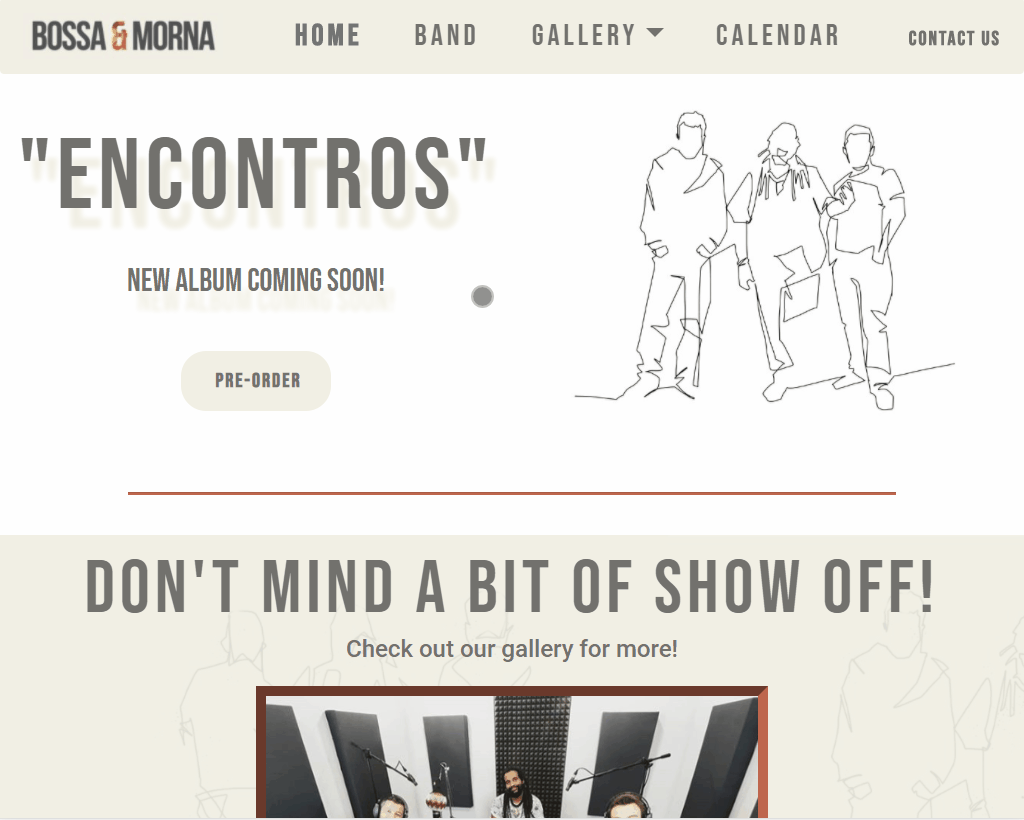 BOSSA & MORNA
HOME
BAND
GALLERY
CALENDAR
CONTACT US
"ENCONTROS"
NEW ALBUM COMING SOON!
PRE-ORDER
DON'T MIND A BIT OF SHOW OFF!
Check out our gallery for more!